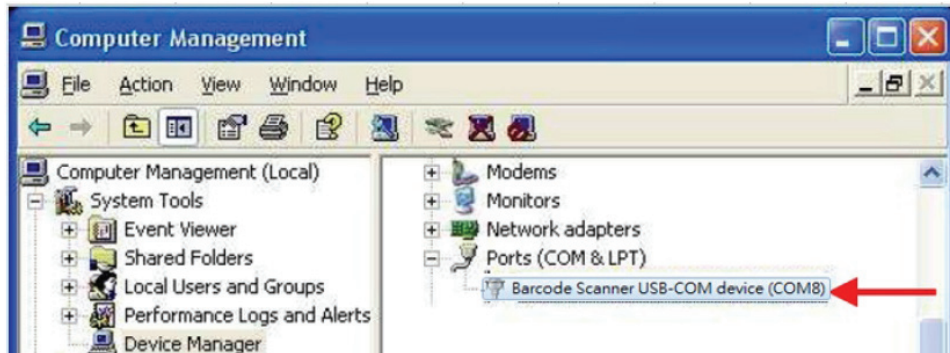 Computer Management
File Action View Window Help
Computer Management (Local)
System Tools
Event Viewer
Shared Folders
Local Users and Groups
Performance Logs and Alerts
Device Manager
Modems
Monitors
Network adapters
Ports (COM & LPT)
Barcode Scanner USB-COM device (COM8)